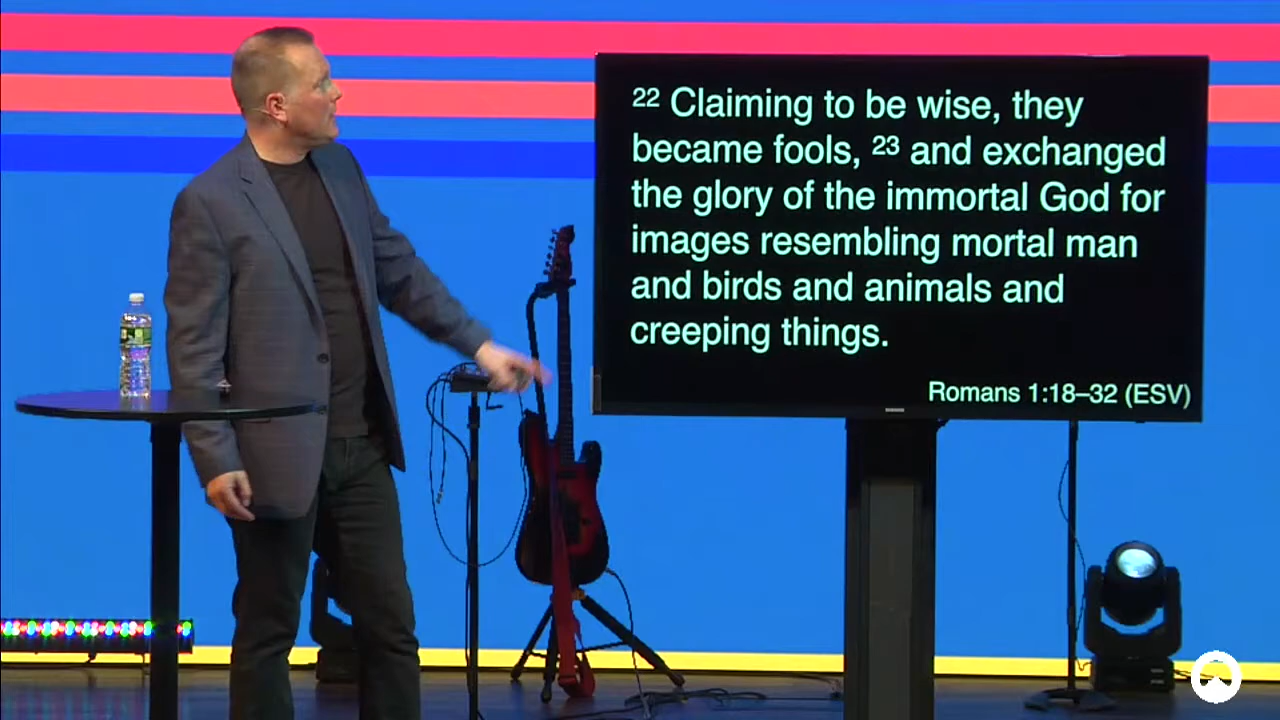 22 Claiming to be wise, they
became fools, 23 and exchanged
the glory of the immortal God for
images resembling mortal man
and birds and animals and
creeping things.
Romans 1:18–32 (ESV)